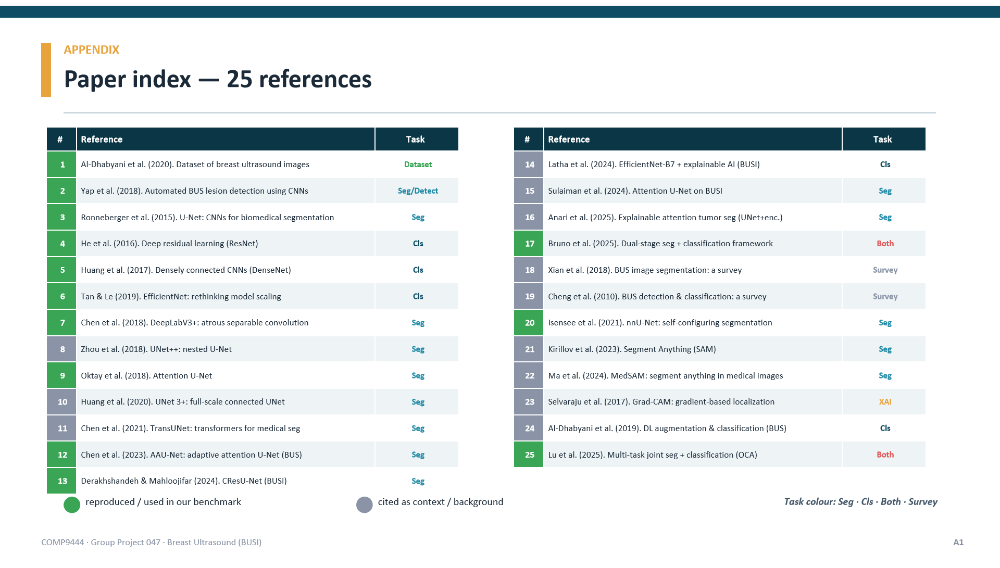 APPENDIX
Paper index — 25 references
# Reference Task
1 Al-Dhabyani et al. (2020). Dataset of breast ultrasound images Dataset
2 Yap et al. (2018). Automated BUS lesion detection using CNNs Seg/Detect
3 Ronneberger et al. (2015). U-Net: CNNs for biomedical segmentation Seg
4 He et al. (2016). Deep residual learning (ResNet) Cls
5 Huang et al. (2017). Densely connected CNNs (DenseNet) Cls
6 Tan & Le (2019). EfficientNet: rethinking model scaling Cls
7 Chen et al. (2018). DeepLabV3+: atrous separable convolution Seg
8 Zhou et al. (2018). UNet++: nested U-Net Seg
9 Oktay et al. (2018). Attention U-Net Seg
10 Huang et al. (2020). UNet 3+: full-scale connected UNet Seg
11 Chen et al. (2021). TransUNet: transformers for medical seg Seg
12 Chen et al. (2023). AAU-Net: adaptive attention U-Net (BUS) Seg
13 Derakhshandeh & Mahloojifar (2024). CResU-Net (BUSI) Seg
# Reference Task
14 Latha et al. (2024). EfficientNet-B7 + explainable AI (BUSI) Cls
15 Sulaiman et al. (2024). Attention U-Net on BUSI Seg
16 Anari et al. (2025). Explainable attention tumor seg (UNet+enc.) Seg
17 Bruno et al. (2025). Dual-stage seg + classification framework Both
18 Xian et al. (2018). BUS image segmentation: a survey Survey
19 Cheng et al. (2010). BUS detection & classification: a survey Survey
20 Isensee et al. (2021). nnU-Net: self-configuring segmentation Seg
21 Kirillov et al. (2023). Segment Anything (SAM) Seg
22 Ma et al. (2024). MedSAM: segment anything in medical images Seg
23 Selvaraju et al. (2017). Grad-CAM: gradient-based localization XAI
24 Al-Dhabyani et al. (2019). DL augmentation & classification (BUS) Cls
25 Lu et al. (2025). Multi-task joint seg + classification (OCA) Both
reproduced / used in our benchmark
cited as context / background
Task colour: Seg · Cls · Both · Survey
COMP9444 · Group Project 047 · Breast Ultrasound (BUSI)
A1